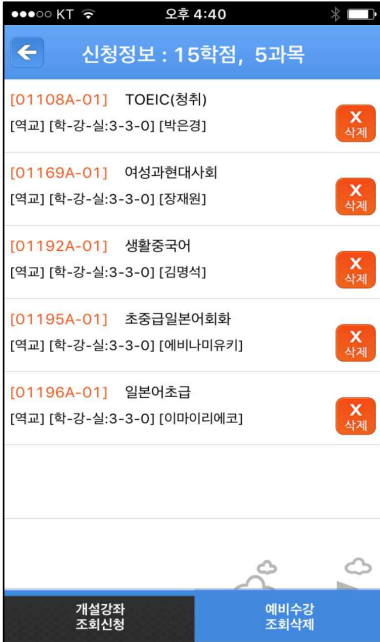 KT 오후 4:40
신청정보 : 15학점, 5과목
[01108A-01] TOEIC(청취)
[역교] [학-강-실:3-3-0] [박은경]
X
삭제
[01169A-01] 여성과현대사회
[역교] [학-강-실:3-3-0] [장재원]
X
삭제
[01192A-01] 생활중국어
[역교] [학-강-실:3-3-0] [김명석]
X
삭제
[01195A-01] 초중급일본어회화
[역교] [학-강-실:3-3-0] [에비나미유키]
X
삭제
[01196A-01] 일본어초급
[역교] [학-강-실:3-3-0] [이마이리에코]
X
삭제
개설강좌
조회신청
예비수강
조회삭제